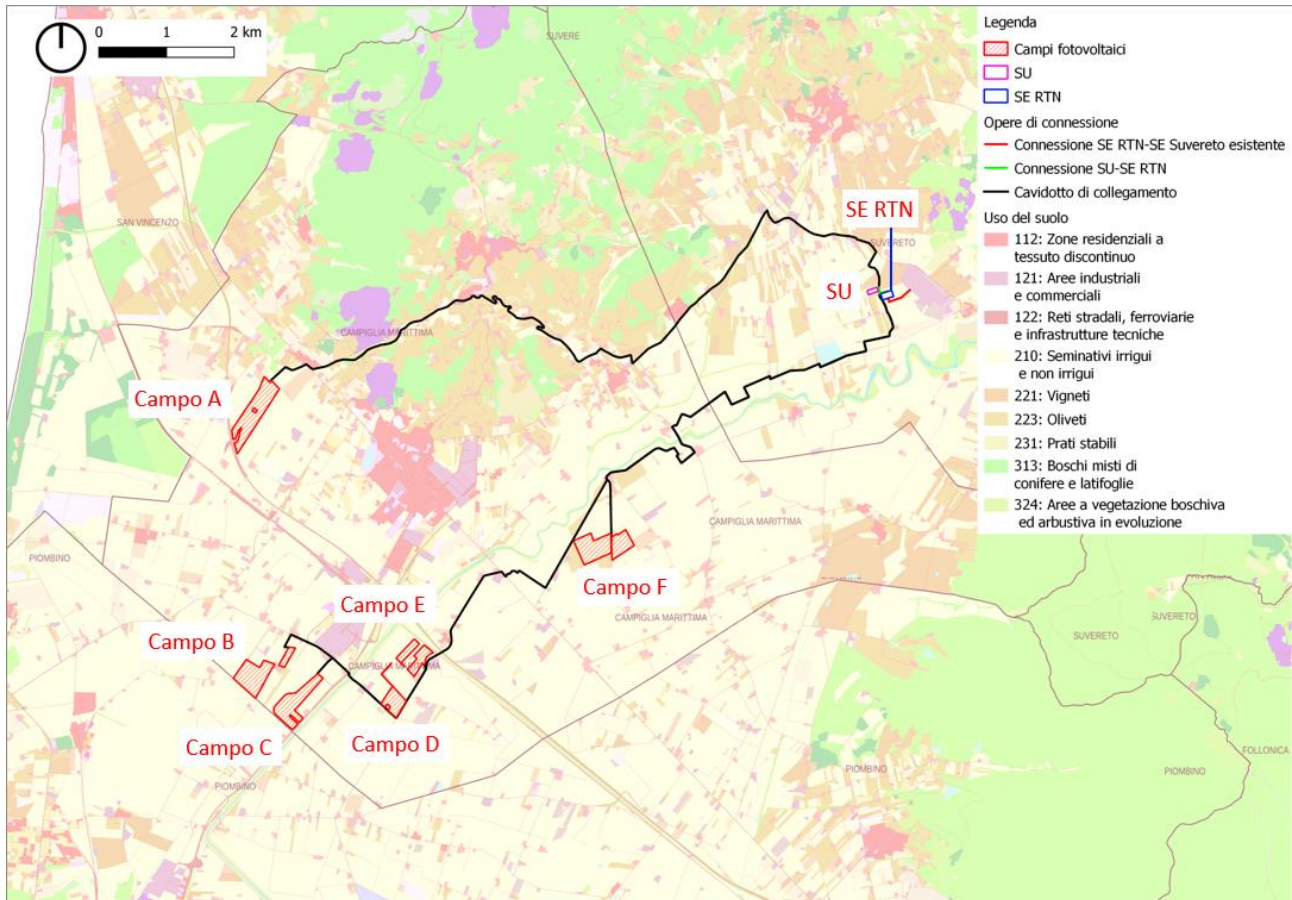 0 1 2 km
SUVERE
SAN VINCENZO
SE RTN
SUVERETO
SU
CAMPIGLIA MARITTIMA
Campo A
CAMPIGLIA MARITTIMA
PIOMBINO
Campo F
Campo E
CAMPIGLIA MARITTIMA
Campo B
CAMPIGLIA MARITTIMA
Campo C
Campo D
PIOMBINO
PIOMBINO
PIOMBINO
SUVERETO
SUVERETO
FOLLONICA
Legenda
Campi fotovoltaici
SU
SE RTN
Opere di connessione
Connessione SE RTN-SE Suvereto esistente
Connessione SU-SE RTN
Cavidotto di collegamento
Uso del suolo
112: Zone residenziali a
tessuto discontinuo
121: Aree industriali
e commerciali
122: Reti stradali, ferroviarie
e infrastrutture tecniche
210: Seminativi irrigui
e non irrigui
221: Vigneti
223: Oliveti
231: Prati stabili
313: Boschi misti di
conifere e latifoglie
324: Aree a vegetazione boschiva
ed arbustiva in evoluzione